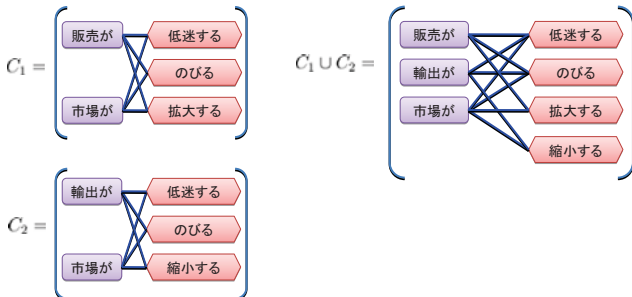 C₁ =
販売が
市場が
低迷する
のびる
拡大する
C₂ =
輸出が
市場が
低迷する
のびる
縮小する
C₁ ∪ C₂ =
販売が
輸出が
市場が
低迷する
のびる
拡大する
縮小する